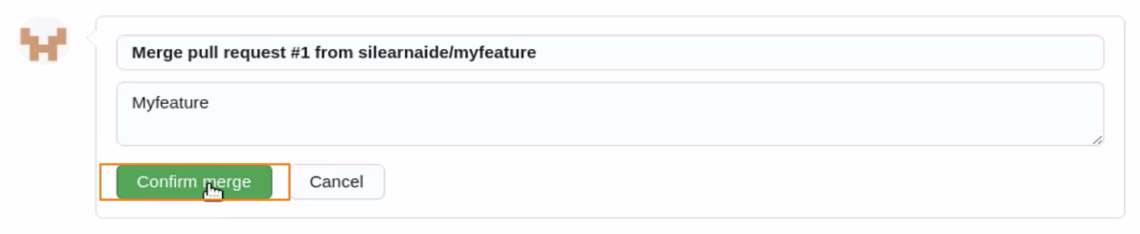 Merge pull request #1 from silearnaide/myfeature
Myfeature
Confirm merge Cancel